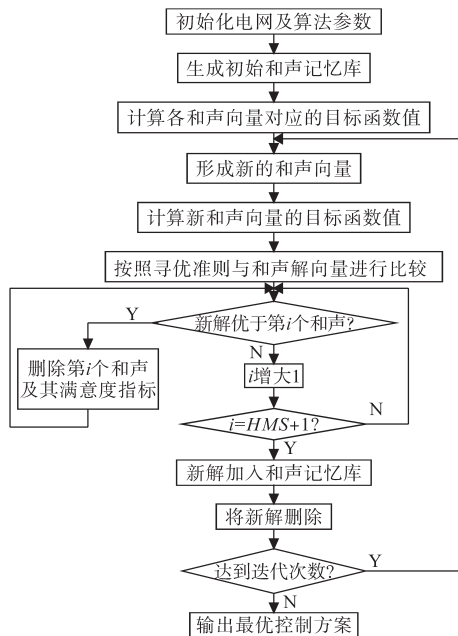 初始化电网及算法参数
生成初始和声记忆库
计算各和声向量对应的目标函数值
形成新的和声向量
计算新和声向量的目标函数值
按照寻优准则与和声解向量进行比较
新解优于第i个和声?
Y
N
删除第i个和声
及其满意度指标
i增大1
i=HMS+1?
N
Y
新解加入和声记忆库
将新解删除
达到迭代次数?
Y
N
输出最优控制方案